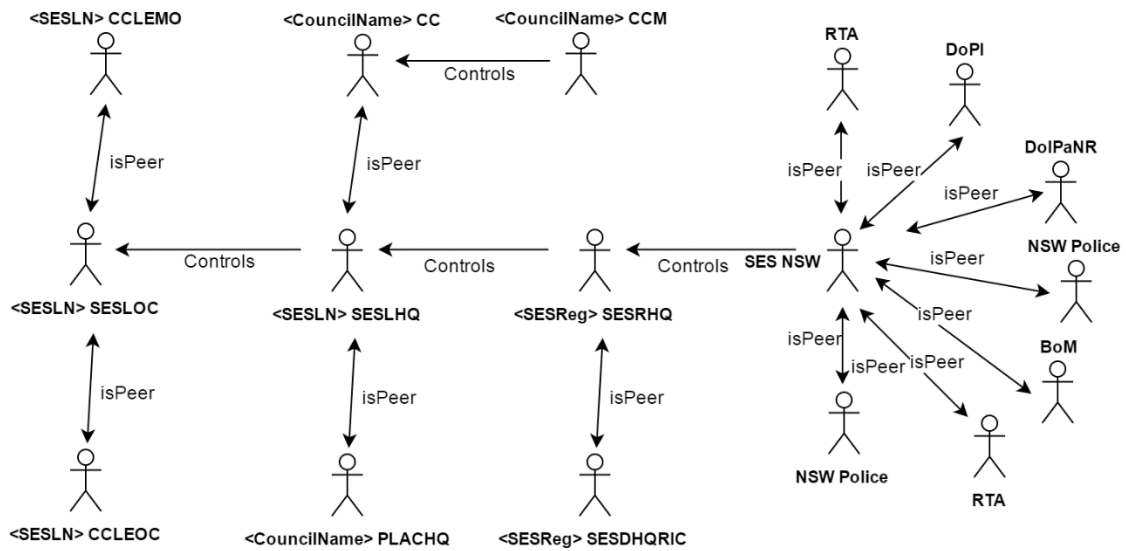 <SESLN> CCLEMO
<CouncilName> CC
<CouncilName> CCM
RTA
DoPI
Controls
DoIPaNR
isPeer
isPeer
isPeer
isPeer
isPeer
NSW Police
isPeer
Controls
Controls
Controls
SES NSW
<SESLN> SESLOC
<SESLN> SESLHQ
<SESReg> SESRHQ
isPeer
BoM
isPeer
isPeer
isPeer
isPeer
isPeer
isPeer
NSW Police
RTA
<SESLN> CCLEOC
<CouncilName> PLACHQ
<SESReg> SESDHQRIC